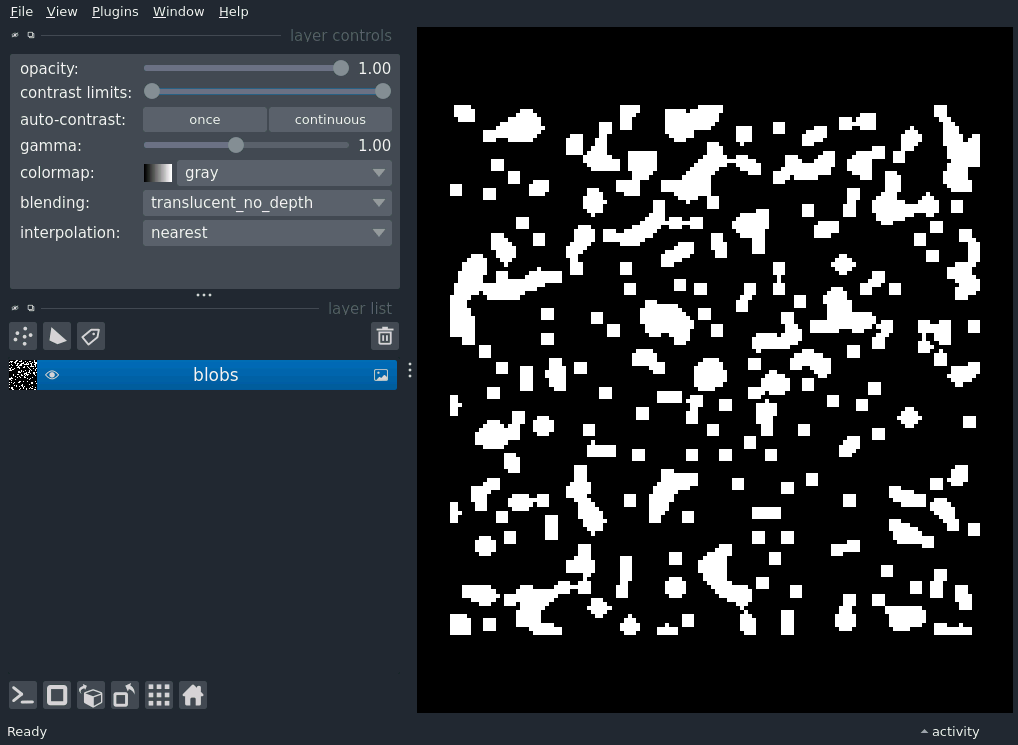 File View Plugins Window Help
layer controls
opacity: 1.00
contrast limits:
auto-contrast: once continuous
gamma: 1.00
colormap: gray
blending: translucent_no_depth
interpolation: nearest
layer list
blobs
Ready
activity